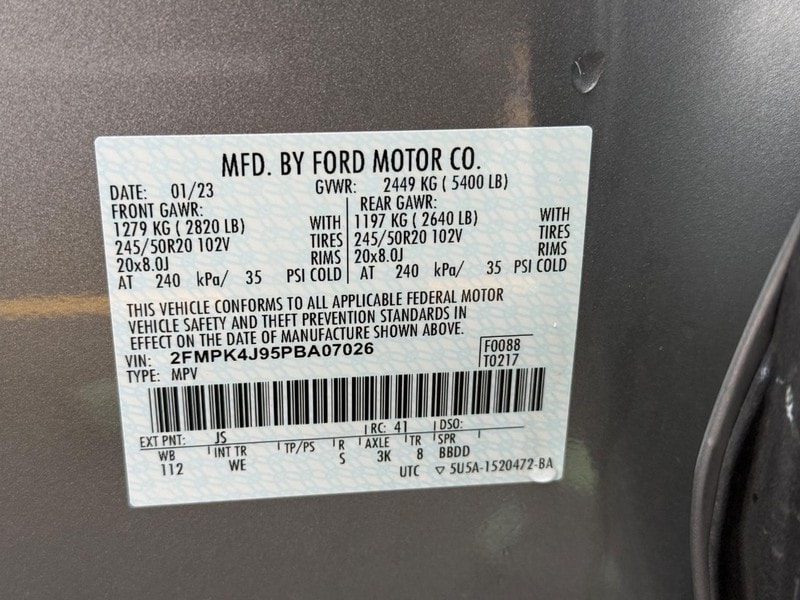 MFD. BY FORD MOTOR CO.
DATE: 01/23 GVWR: 2449 KG ( 5400 LB)
FRONT GAWR: REAR GAWR:
1279 KG ( 2820 LB) WITH 1197 KG ( 2640 LB) WITH
245/50R20 102V TIRES 245/50R20 102V TIRES
20x8.0J RIMS 20x8.0J RIMS
AT 240 kPa/ 35 PSI COLD AT 240 kPa/ 35 PSI COLD
THIS VEHICLE CONFORMS TO ALL APPLICABLE FEDERAL MOTOR
VEHICLE SAFETY AND THEFT PREVENTION STANDARDS IN
EFFECT ON THE DATE OF MANUFACTURE SHOWN ABOVE.
VIN: 2FMPK4J95PBA07026 F0088
TYPE: MPV T0217
EXT PNT: JS RC: 41 DSO:
WB INT TR TP/PS R AXLE TR SPR
112 WE S 3K 8 BBDD
UTC ▽ 5U5A-1520472-BA